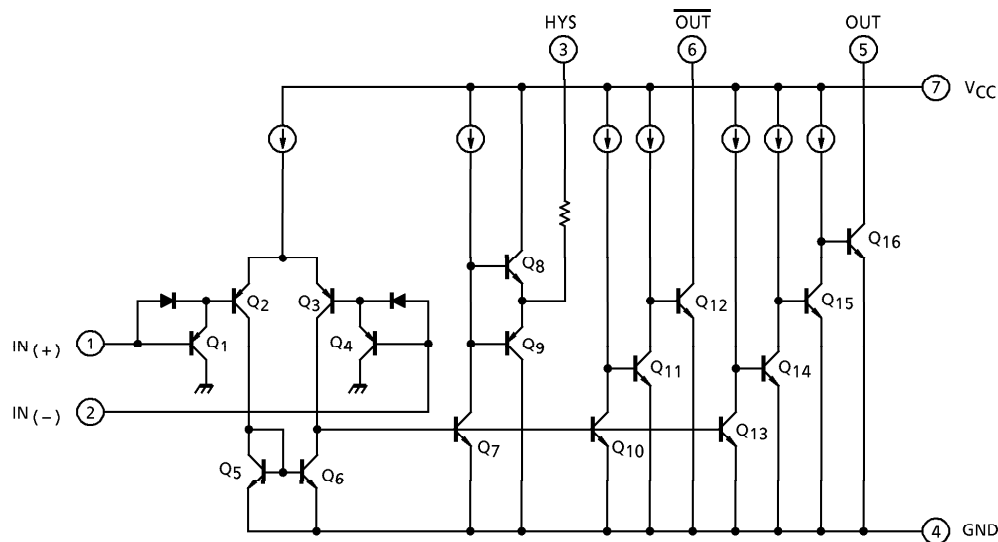 HYS
OUT
OUT
3
6
5
7
VCC
Q8
Q16
Q2
Q3
Q12
Q15
IN(+)
1
Q1
Q4
Q9
Q11
Q14
IN(−)
2
Q7
Q10
Q13
Q5
Q6
4
GND